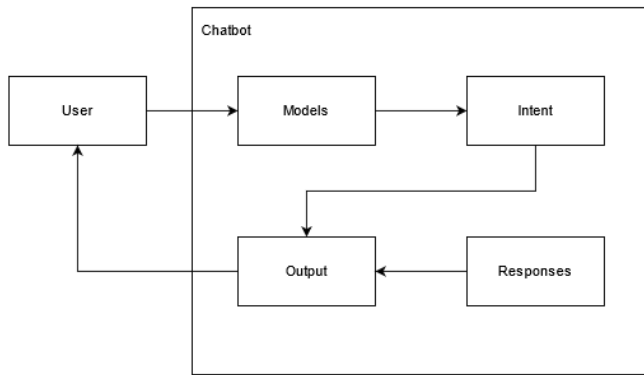 Chatbot
User
Models
Intent
Output
Responses